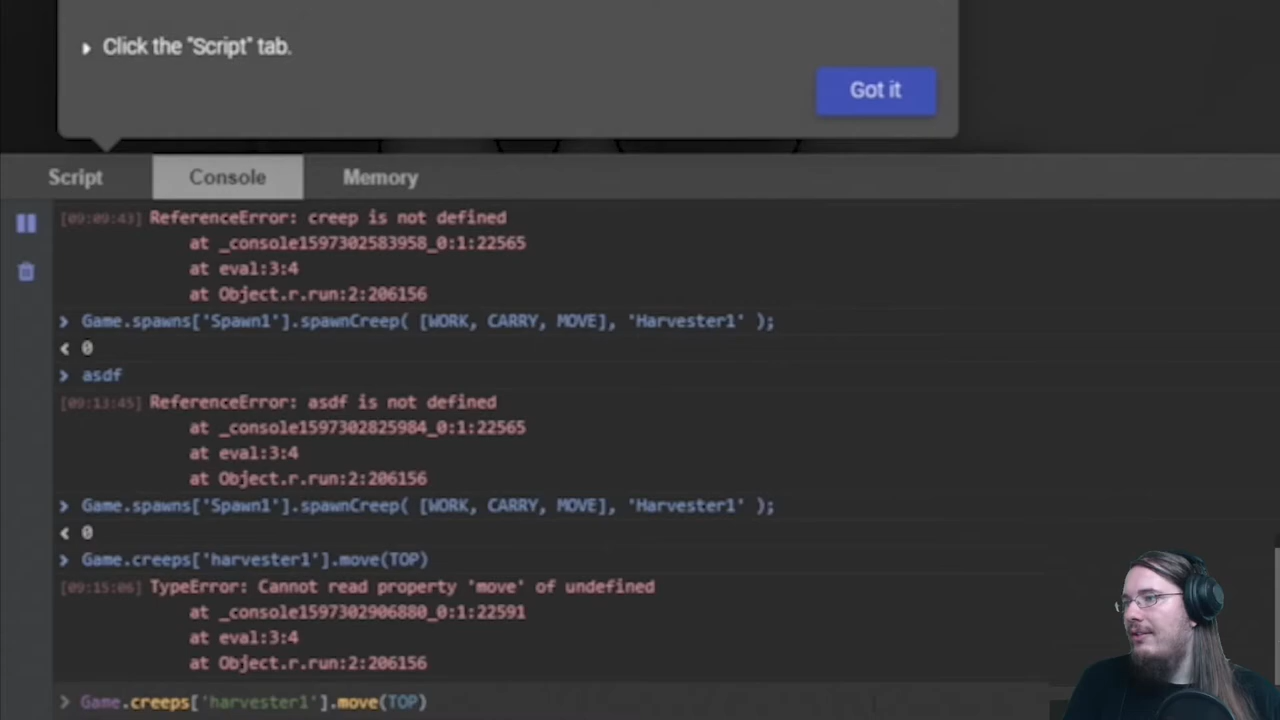 Click the "Script" tab.
Got it
Script Console Memory
[09:09:43] ReferenceError: creep is not defined
at _console1597302583958_0:1:22565
at eval:3:4
at Object.r.run:2:206156
> Game.spawns['Spawn1'].spawnCreep( [WORK, CARRY, MOVE], 'Harvester1' );
< 0
> asdf
[09:13:45] ReferenceError: asdf is not defined
at _console1597302825984_0:1:22565
at eval:3:4
at Object.r.run:2:206156
> Game.spawns['Spawn1'].spawnCreep( [WORK, CARRY, MOVE], 'Harvester1' );
< 0
> Game.creeps['harvester1'].move(TOP)
[09:15:06] TypeError: Cannot read property 'move' of undefined
at _console1597302906880_0:1:22591
at eval:3:4
at Object.r.run:2:206156
> Game.creeps['harvester1'].move(TOP)